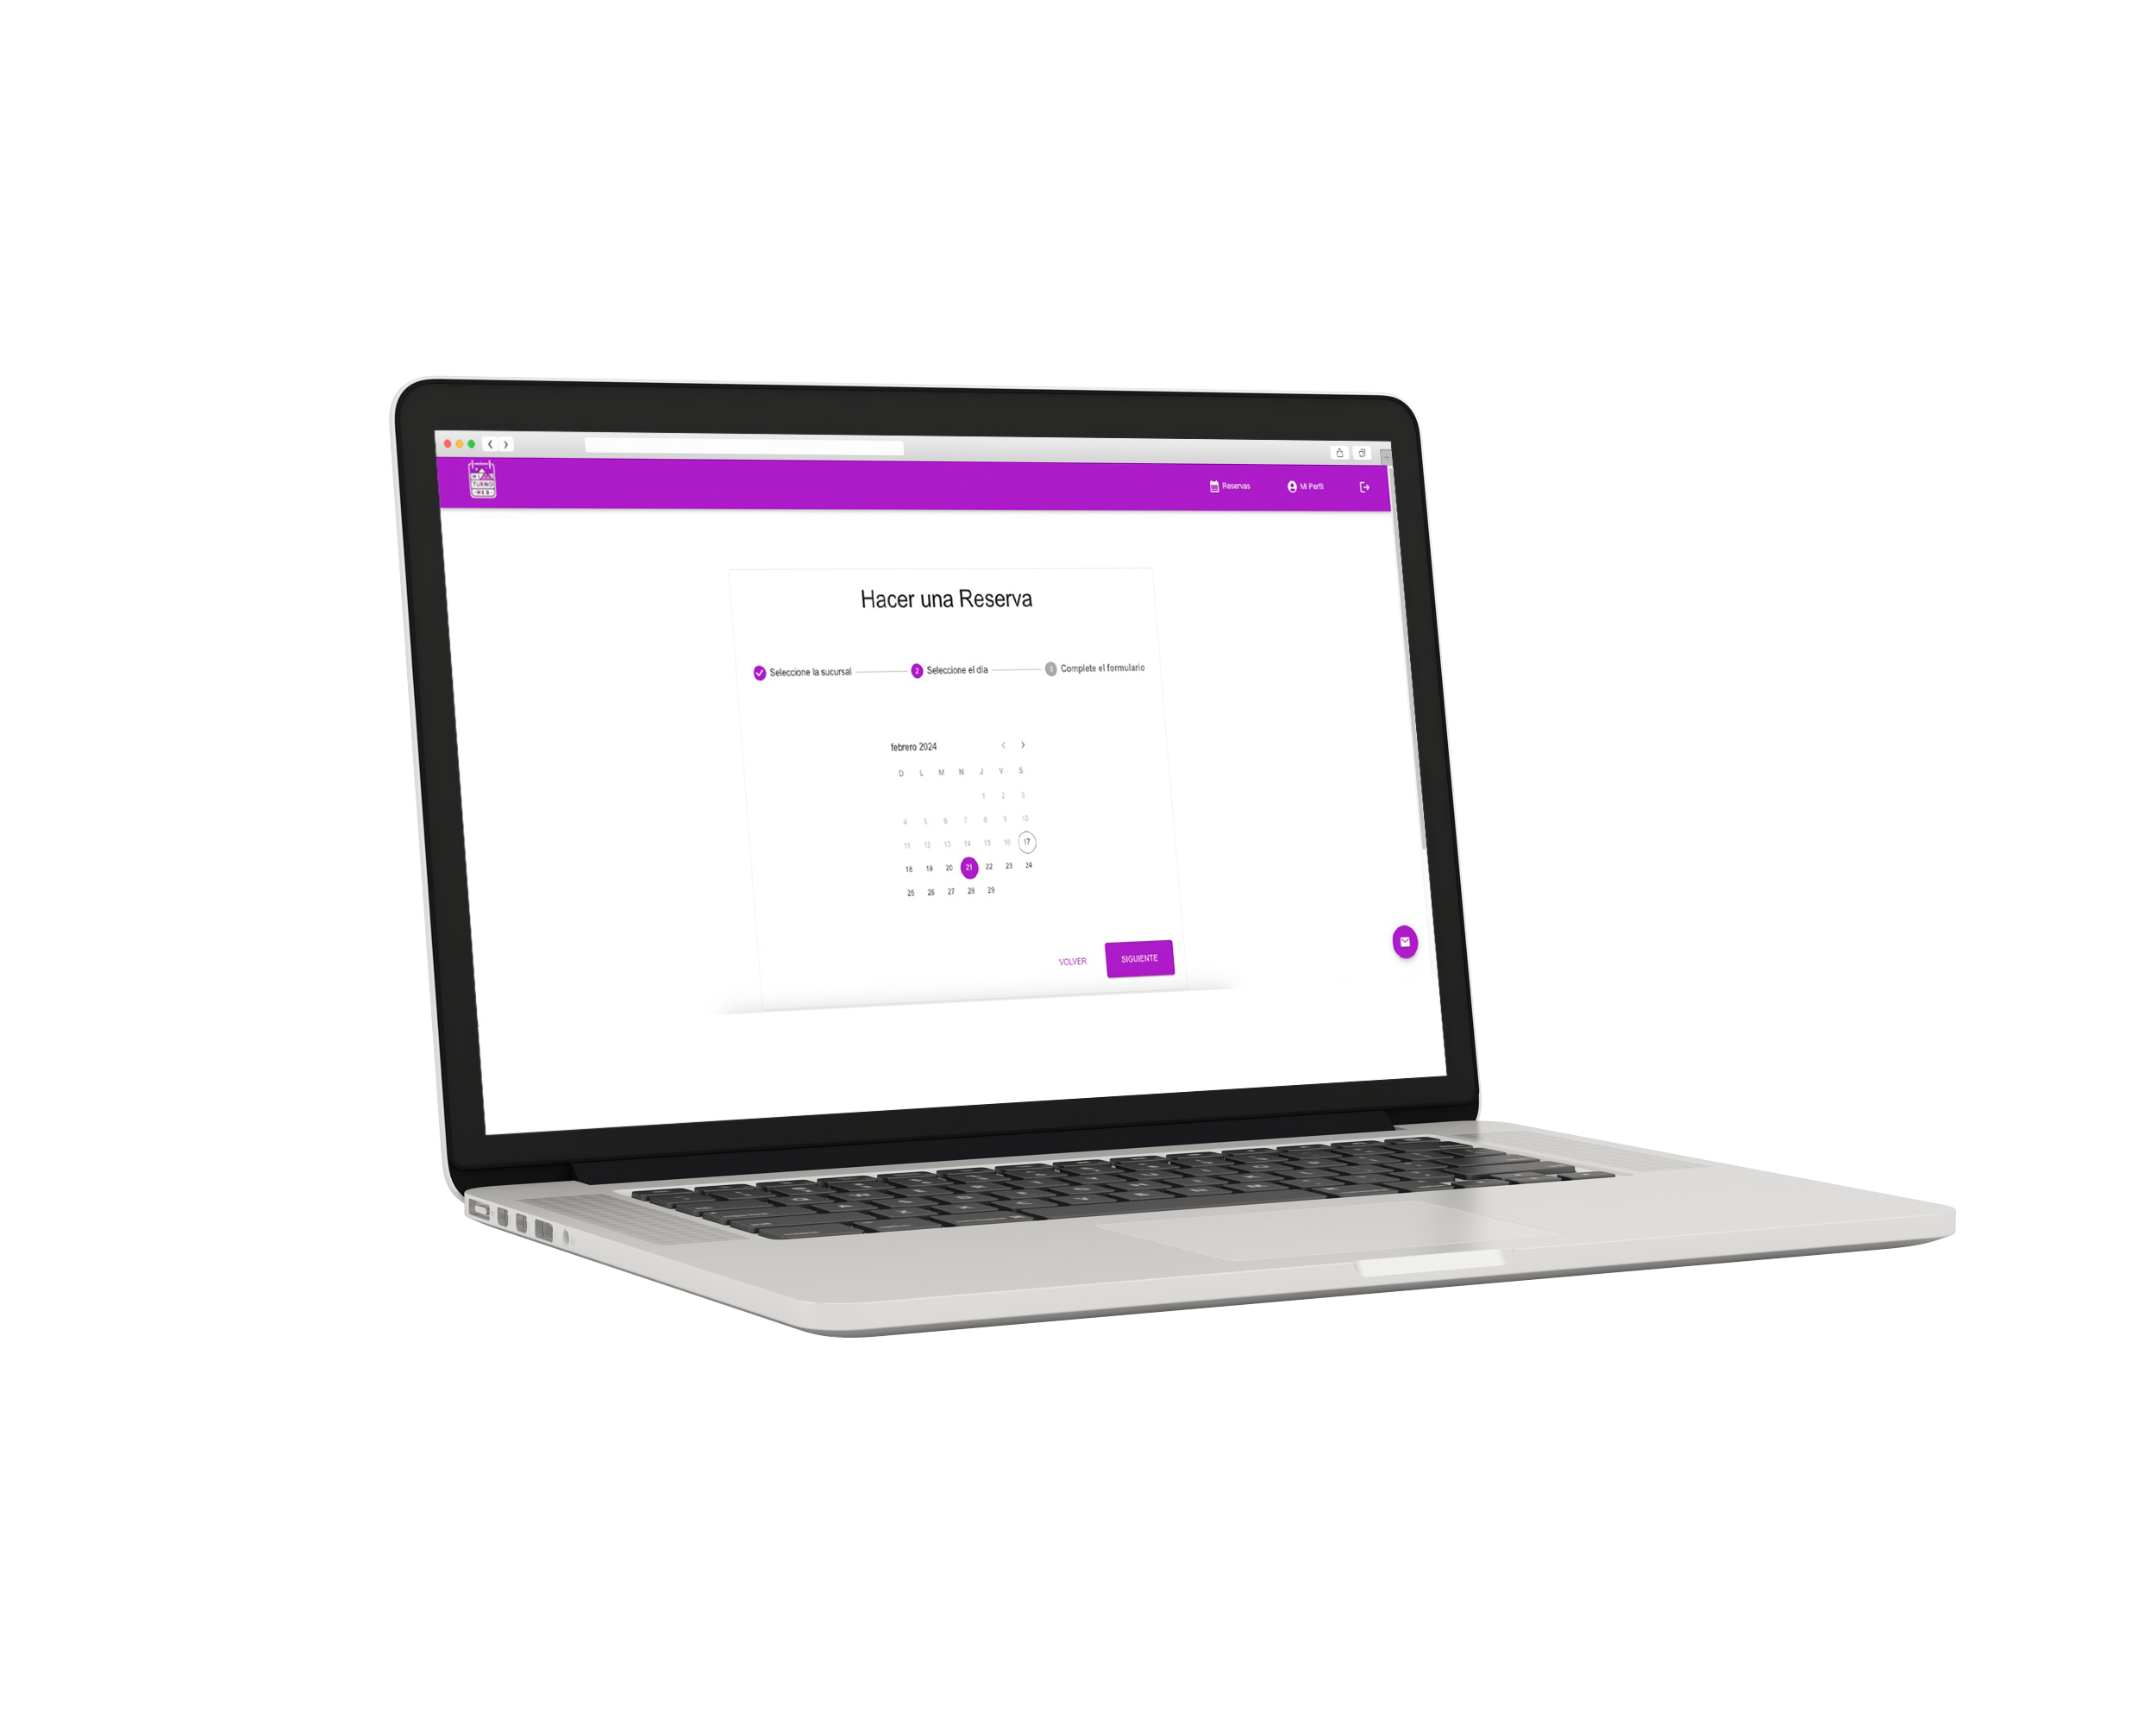 TURNO
WEB
Reservas
Mi Perfil
Hacer una Reserva
Seleccione la sucursal
2 Seleccione el día
Complete el formulario
febrero 2024
D L M M J V S
1 2 3
4 5 6 7 8 9 10
11 12 13 14 15 16 17
18 19 20 21 22 23 24
25 26 27 28 29
VOLVER SIGUIENTE